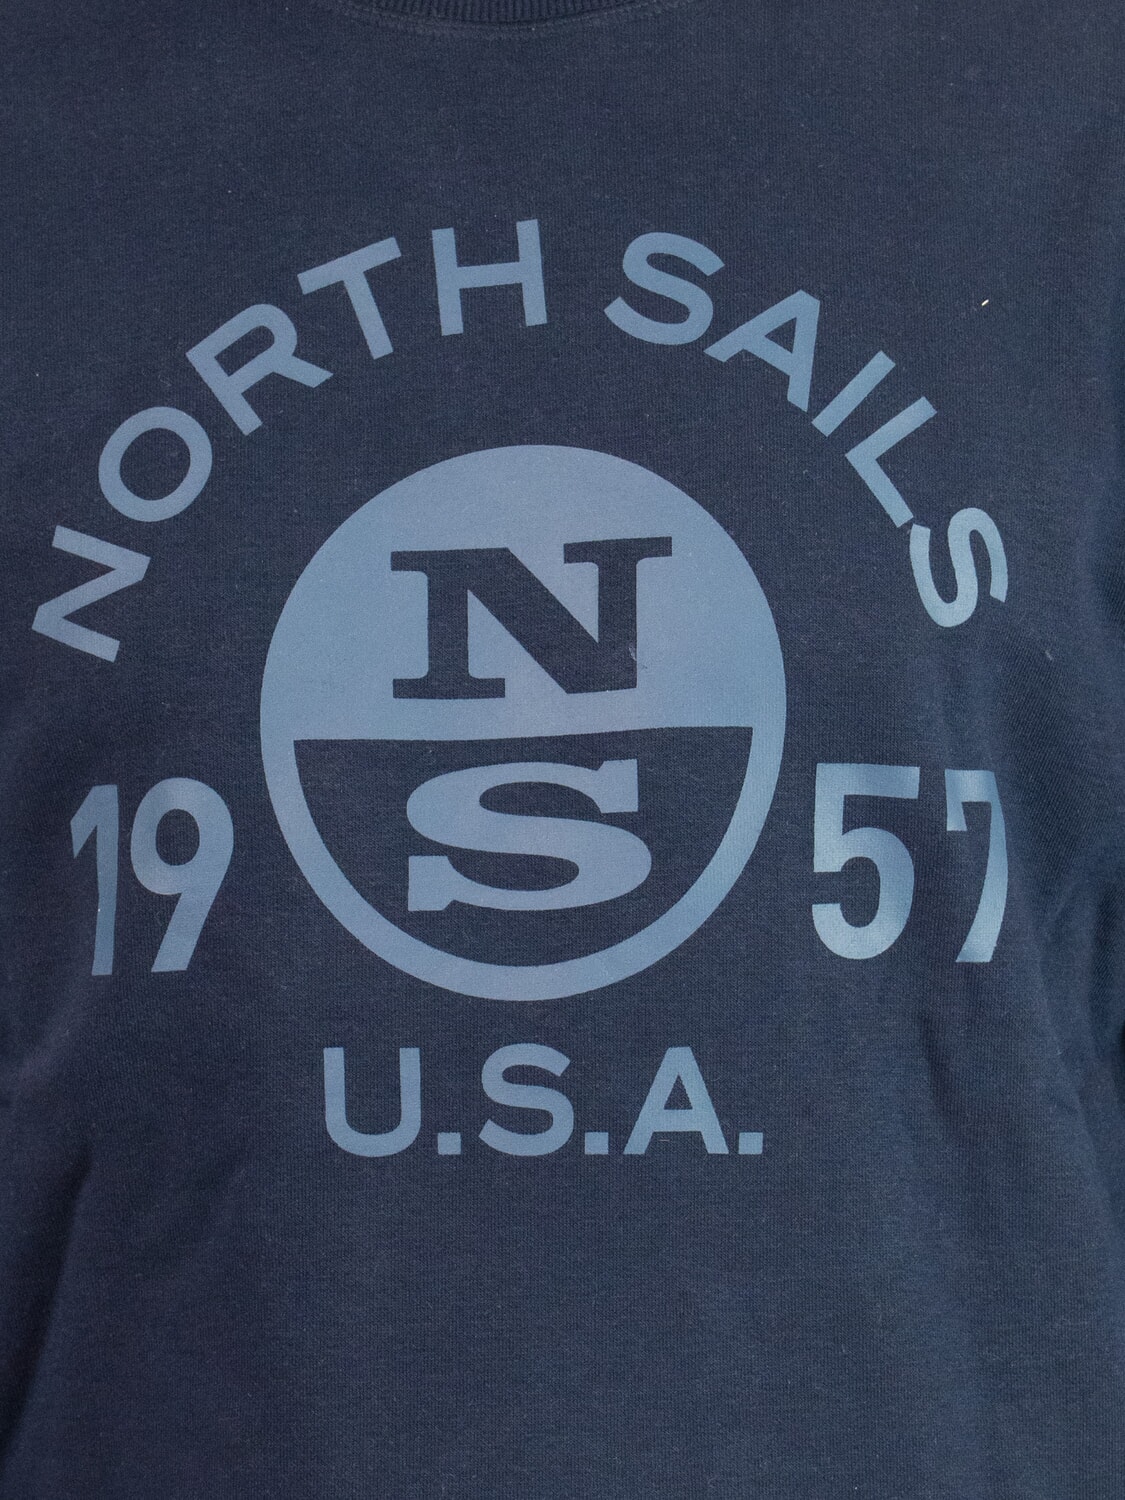 NORTH SAILS
N
S
19 57
U.S.A.